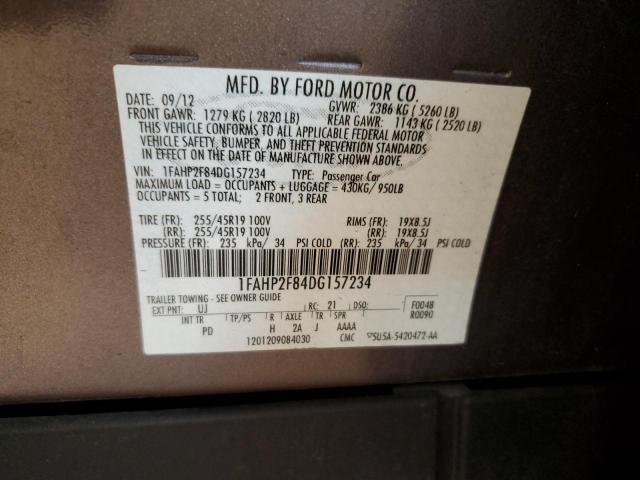 MFD. BY FORD MOTOR CO.
DATE: 09/12 GVWR: 2386 KG ( 5260 LB)
FRONT GAWR: 1279 KG ( 2820 LB) REAR GAWR: 1143 KG ( 2520 LB)
THIS VEHICLE CONFORMS TO ALL APPLICABLE FEDERAL MOTOR
VEHICLE SAFETY, BUMPER, AND THEFT PREVENTION STANDARDS
IN EFFECT ON THE DATE OF MANUFACTURE SHOWN ABOVE.
VIN: 1FAHP2F84DG157234 TYPE: Passenger Car
MAXIMUM LOAD = OCCUPANTS + LUGGAGE = 430KG/ 950LB
OCCUPANTS = 5 TOTAL; 2 FRONT, 3 REAR
TIRE (FR): 255/45R19 100V RIMS (FR): 19X8.5J
(RR): 255/45R19 100V (RR): 19X8.5J
PRESSURE (FR): 235 kPa/ 34 PSI COLD (RR): 235 kPa/ 34 PSI COLD
1FAHP2F84DG157234
TRAILER TOWING - SEE OWNER GUIDE
EXT PNT: UJ RC: 21 DSO: F0048
INT TR TP/PS R AXLE TR SPR R0090
PD H 2A J AAAA
1201209084030 CMC 5U5A-5420472-AA